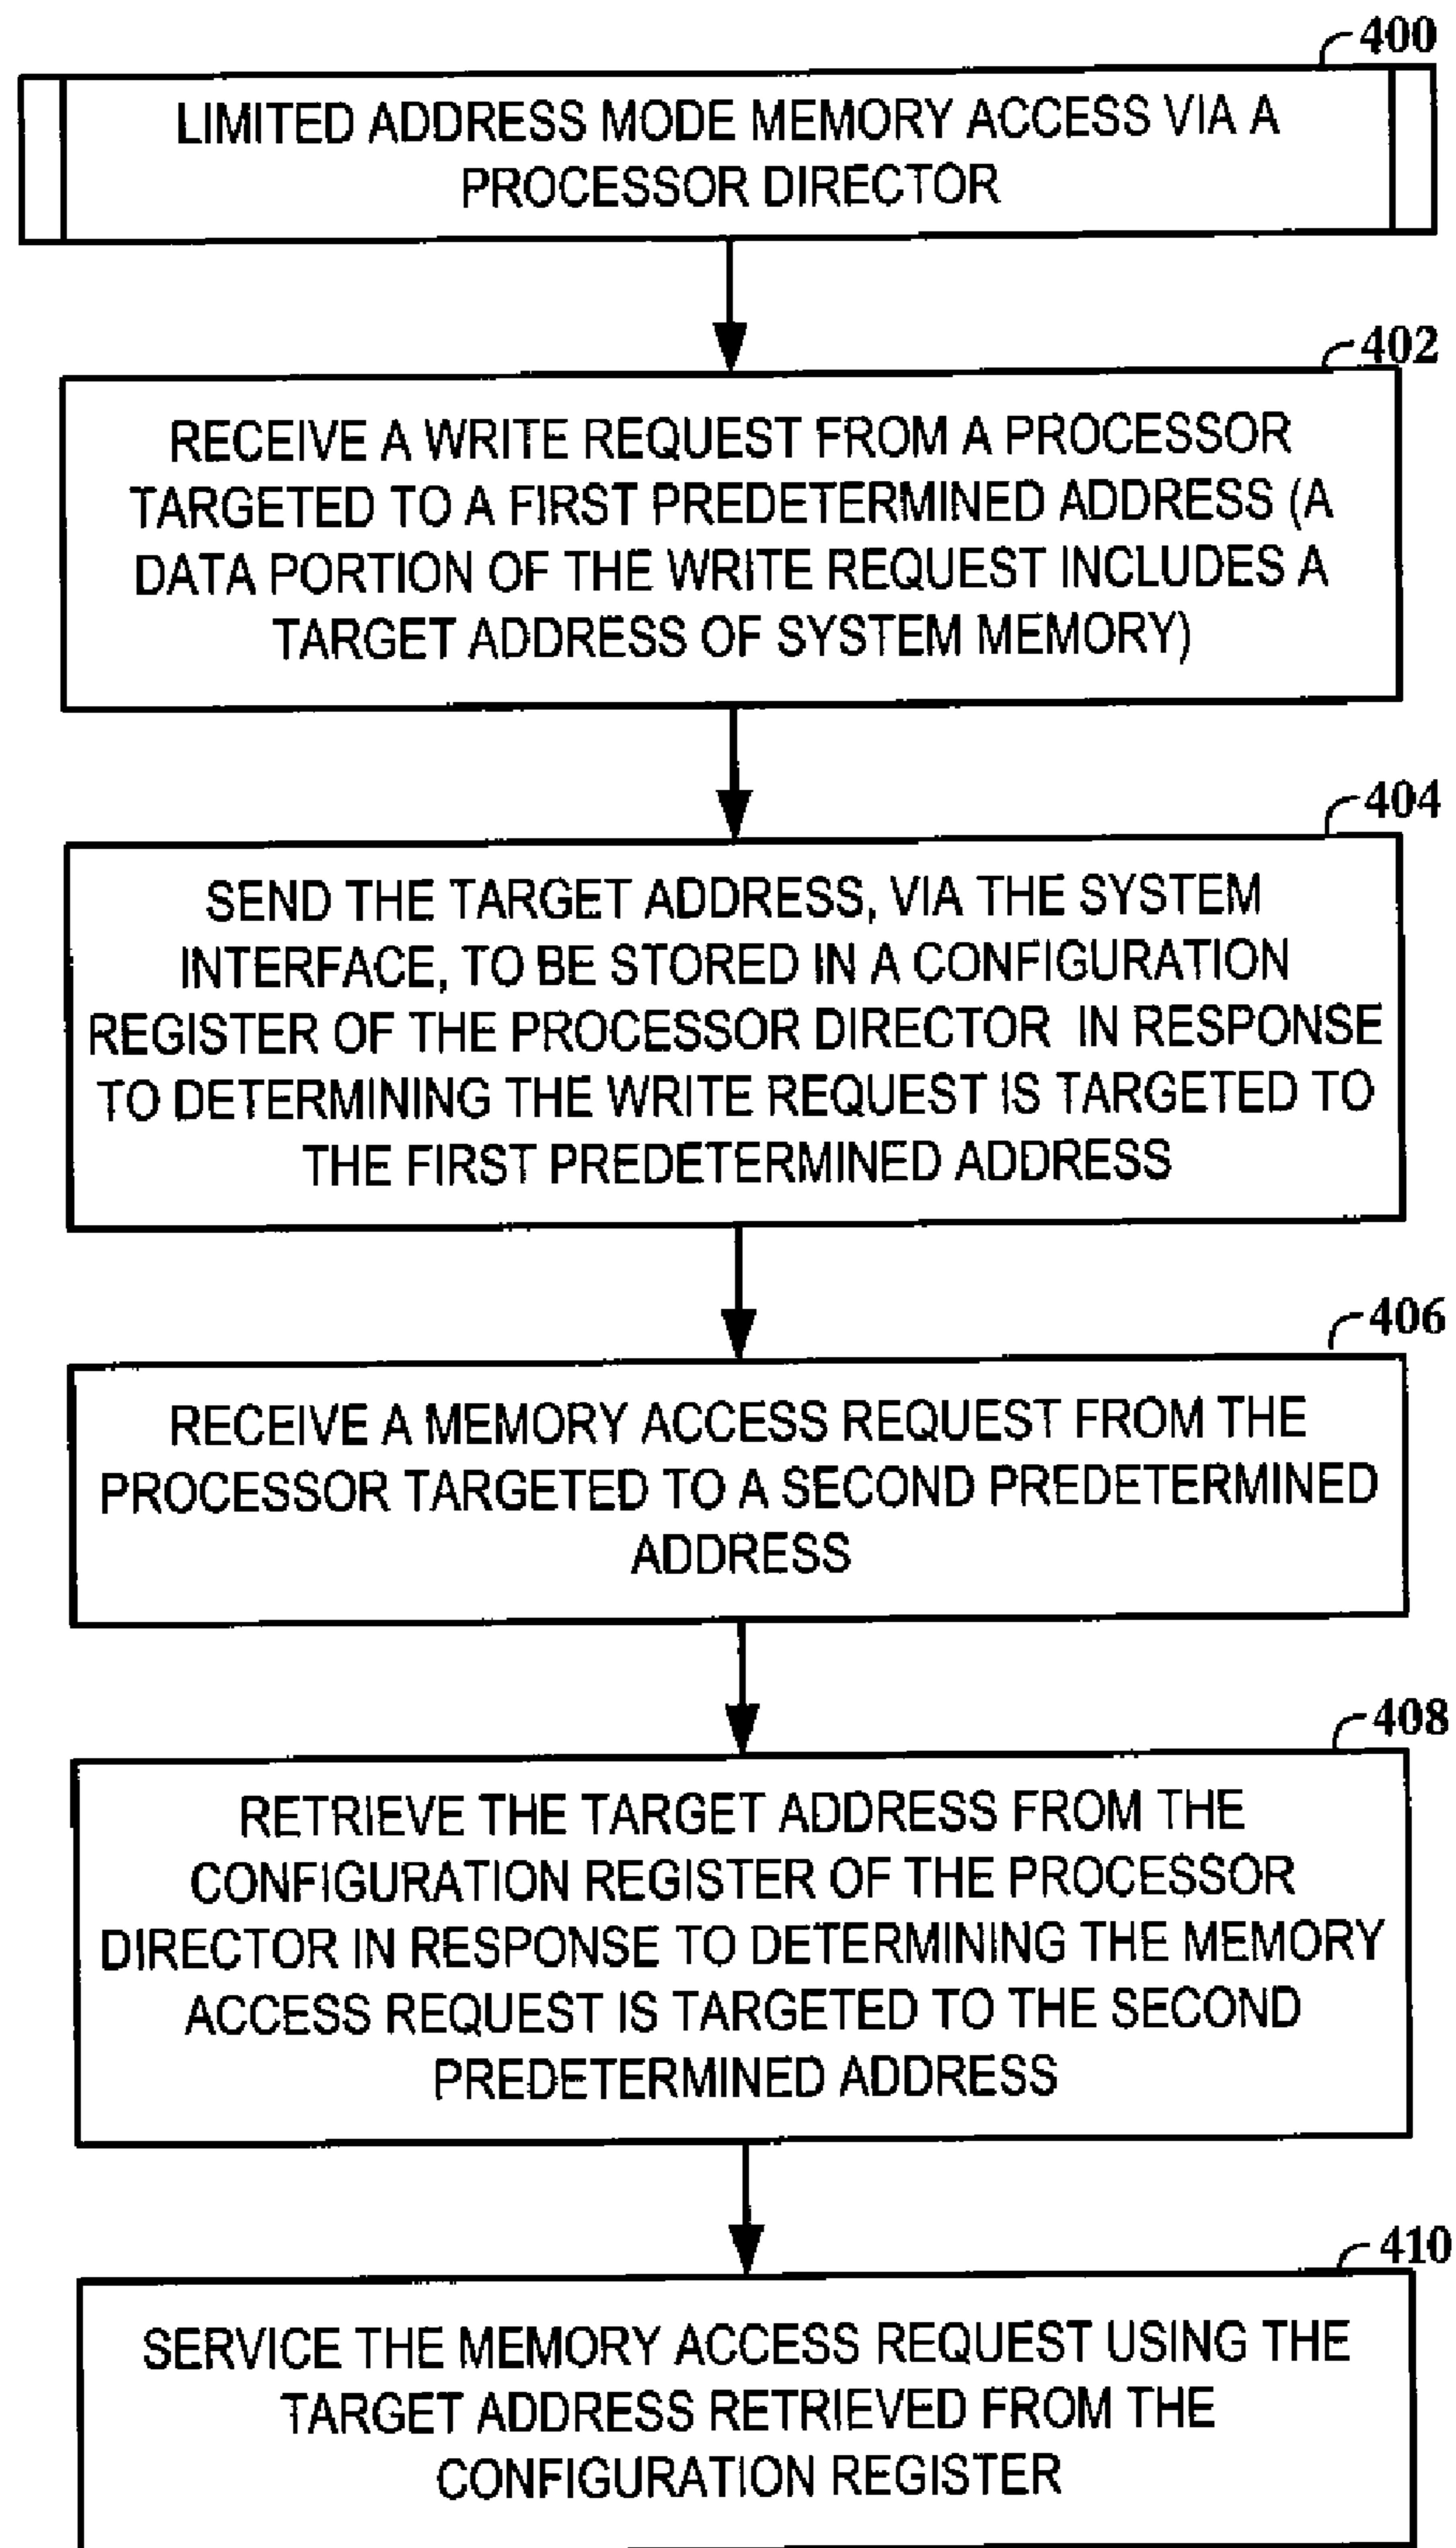 400
LIMITED ADDRESS MODE MEMORY ACCESS VIA A
PROCESSOR DIRECTOR
402
RECEIVE A WRITE REQUEST FROM A PROCESSOR
TARGETED TO A FIRST PREDETERMINED ADDRESS (A
DATA PORTION OF THE WRITE REQUEST INCLUDES A
TARGET ADDRESS OF SYSTEM MEMORY)
404
SEND THE TARGET ADDRESS, VIA THE SYSTEM
INTERFACE, TO BE STORED IN A CONFIGURATION
REGISTER OF THE PROCESSOR DIRECTOR IN RESPONSE
TO DETERMINING THE WRITE REQUEST IS TARGETED TO
THE FIRST PREDETERMINED ADDRESS
406
RECEIVE A MEMORY ACCESS REQUEST FROM THE
PROCESSOR TARGETED TO A SECOND PREDETERMINED
ADDRESS
408
RETRIEVE THE TARGET ADDRESS FROM THE
CONFIGURATION REGISTER OF THE PROCESSOR
DIRECTOR IN RESPONSE TO DETERMINING THE MEMORY
ACCESS REQUEST IS TARGETED TO THE SECOND
PREDETERMINED ADDRESS
410
SERVICE THE MEMORY ACCESS REQUEST USING THE
TARGET ADDRESS RETRIEVED FROM THE
CONFIGURATION REGISTER